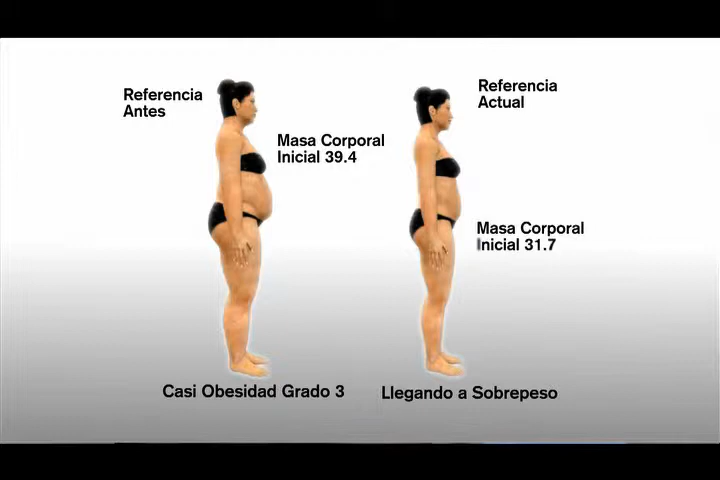 Referencia
Antes
Masa Corporal
Inicial 39.4
Casi Obesidad Grado 3
Referencia
Actual
Masa Corporal
Inicial 31.7
Llegando a Sobrepeso